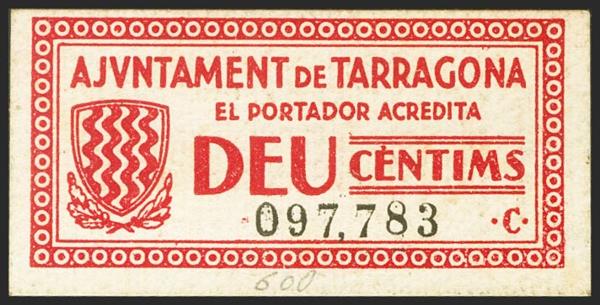 AJVNTAMENT DE TARRAGONA
EL PORTADOR ACREDITA
DEU CÈNTIMS
097,783 ·C·
600